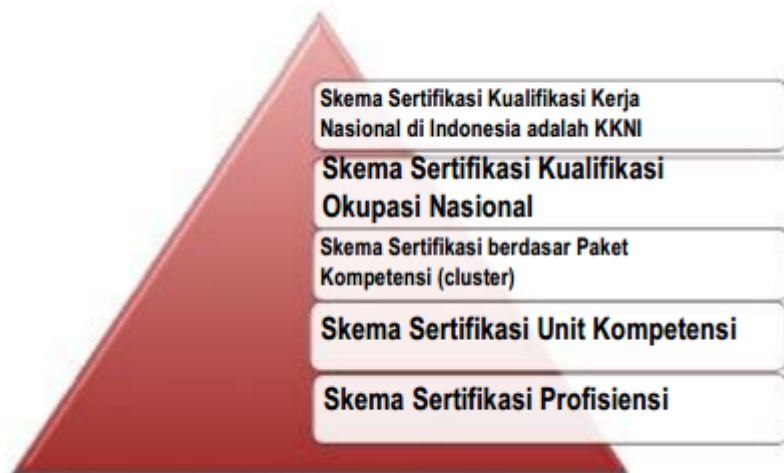 Skema Sertifikasi Kualifikasi Kerja
Nasional di Indonesia adalah KKNI
Skema Sertifikasi Kualifikasi
Okupasi Nasional
Skema Sertifikasi berdasar Paket
Kompetensi (cluster)
Skema Sertifikasi Unit Kompetensi
Skema Sertifikasi Profisiensi